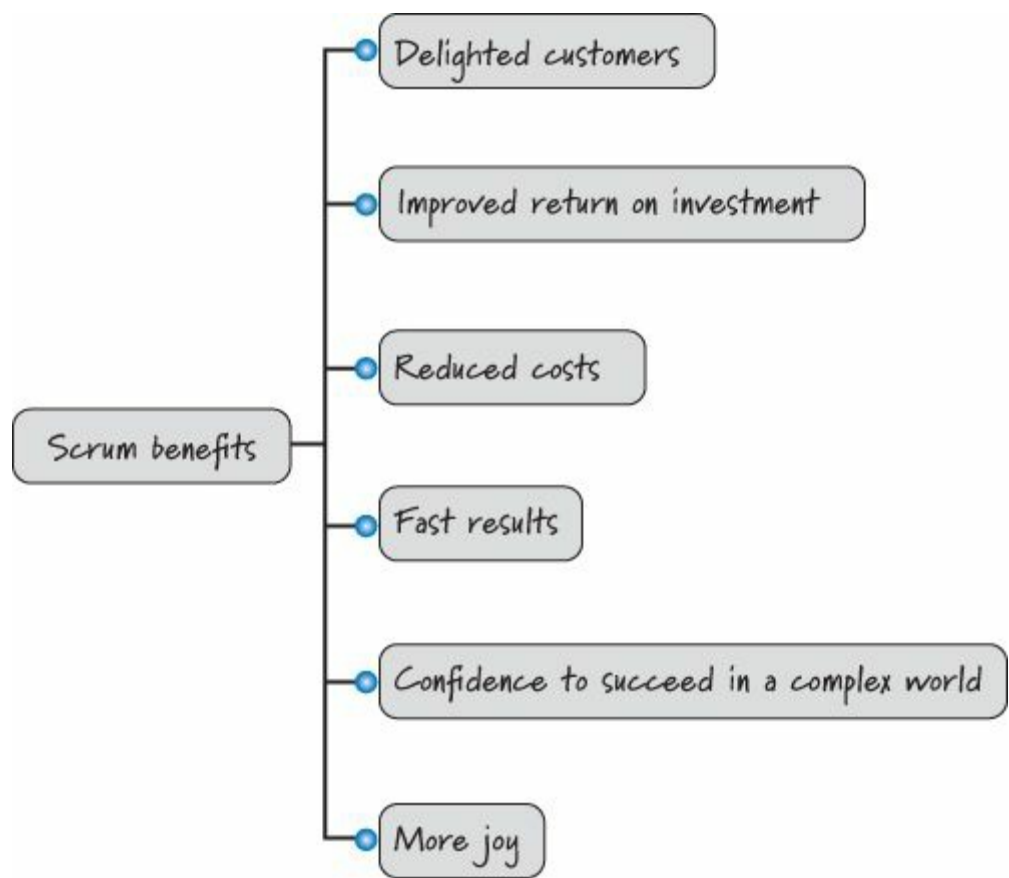 Delighted customers
Improved return on investment
Reduced costs
Scrum benefits
Fast results
Confidence to succeed in a complex world
More joy